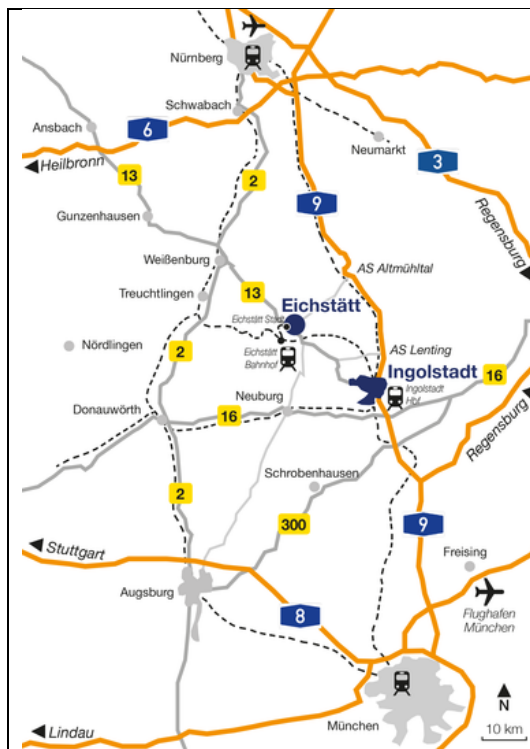 Nürnberg
Schwabach
Ansbach
6
Neumarkt
3
Heilbronn
13
2
9
Gunzenhausen
Regensburg
Weißenburg
AS Altmühltal
13
Treuchtlingen
Eichstätt
Eichstätt Stadt
2
Nördlingen
Eichstätt
Bahnhof
AS Lenting
Ingolstadt
16
Ingolstadt
Hbf
Neuburg
Donauwörth
16
Regensburg
Schrobenhausen
2
300
9
Stuttgart
Freising
Augsburg
8
Flughafen
München
N
München
10 km
Lindau